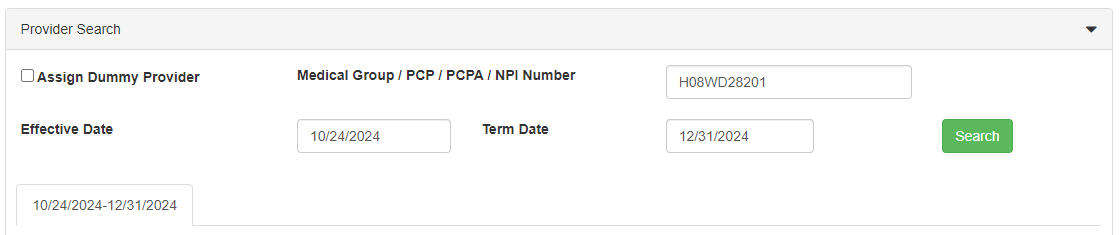 Provider Search
Assign Dummy Provider Medical Group / PCP / PCPA / NPI Number H08WD28201
Effective Date 10/24/2024 Term Date 12/31/2024 Search
10/24/2024-12/31/2024